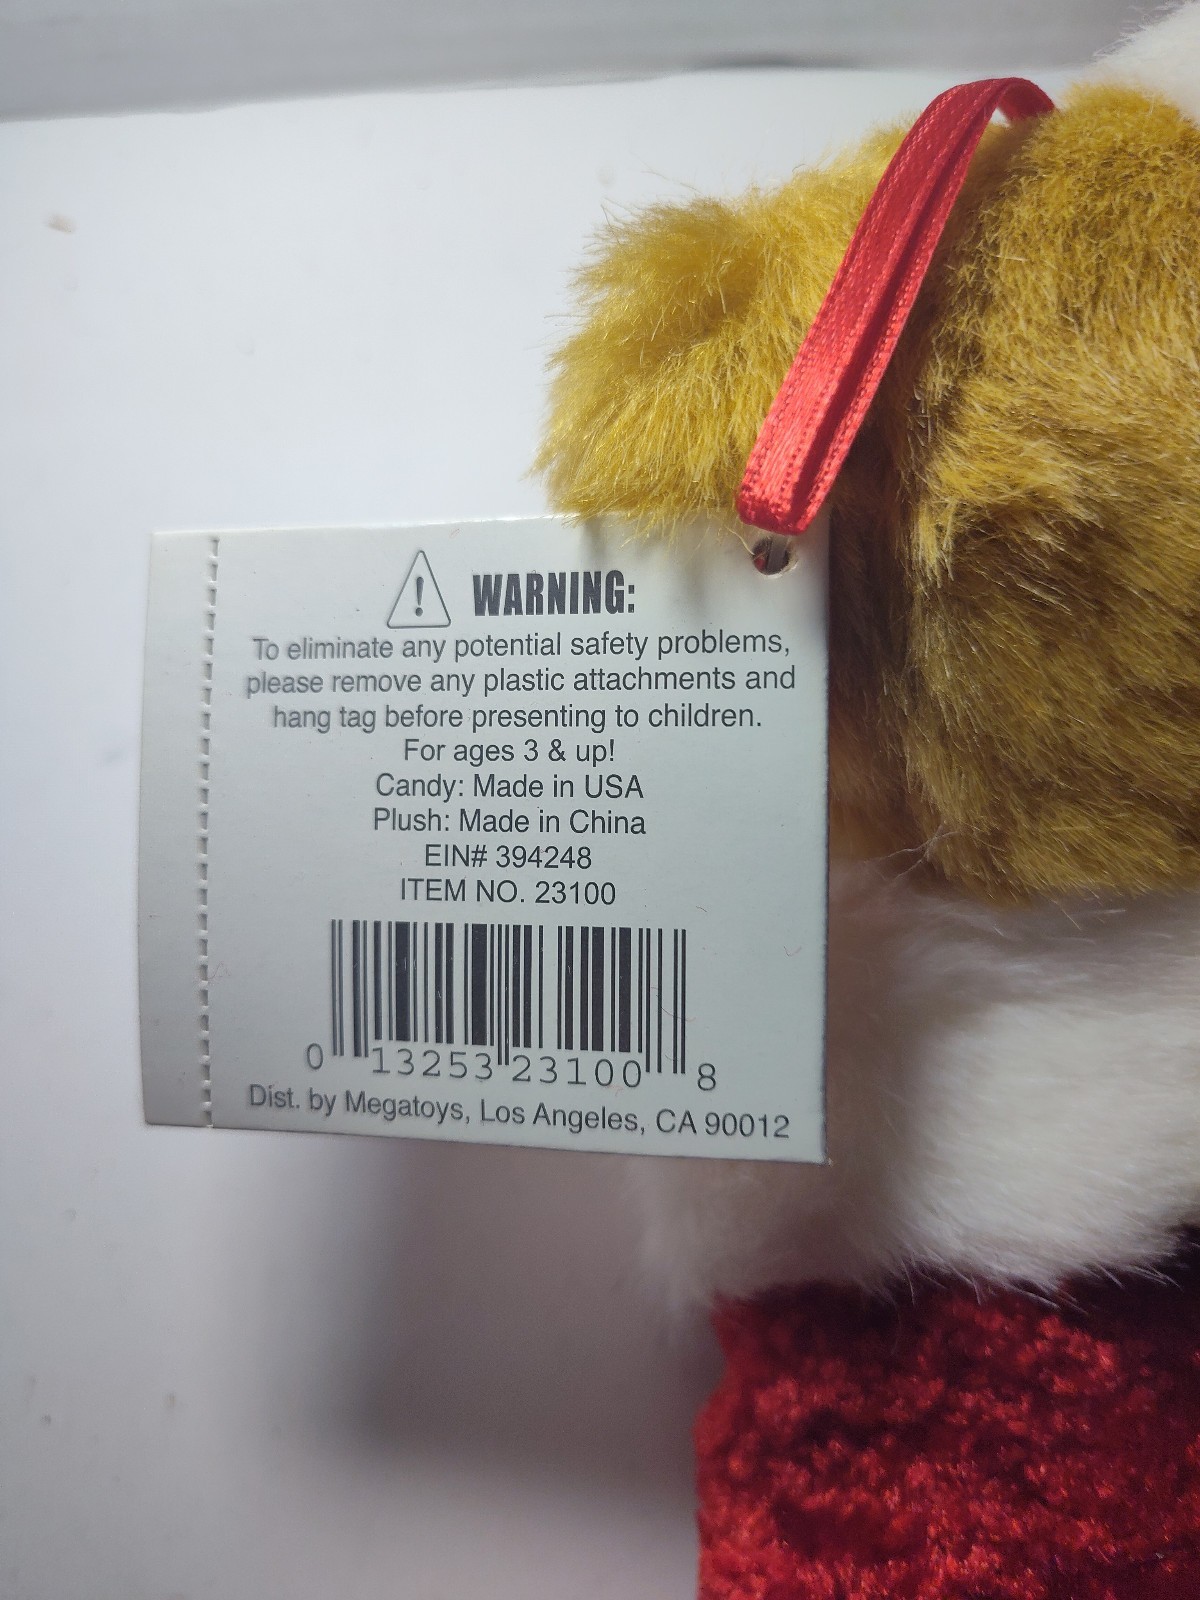 WARNING:
To eliminate any potential safety problems,
please remove any plastic attachments and
hang tag before presenting to children.
For ages 3 & up!
Candy: Made in USA
Plush: Made in China
EIN# 394248
ITEM NO. 23100
0 13253 23100 8
Dist. by Megatoys, Los Angeles, CA 90012